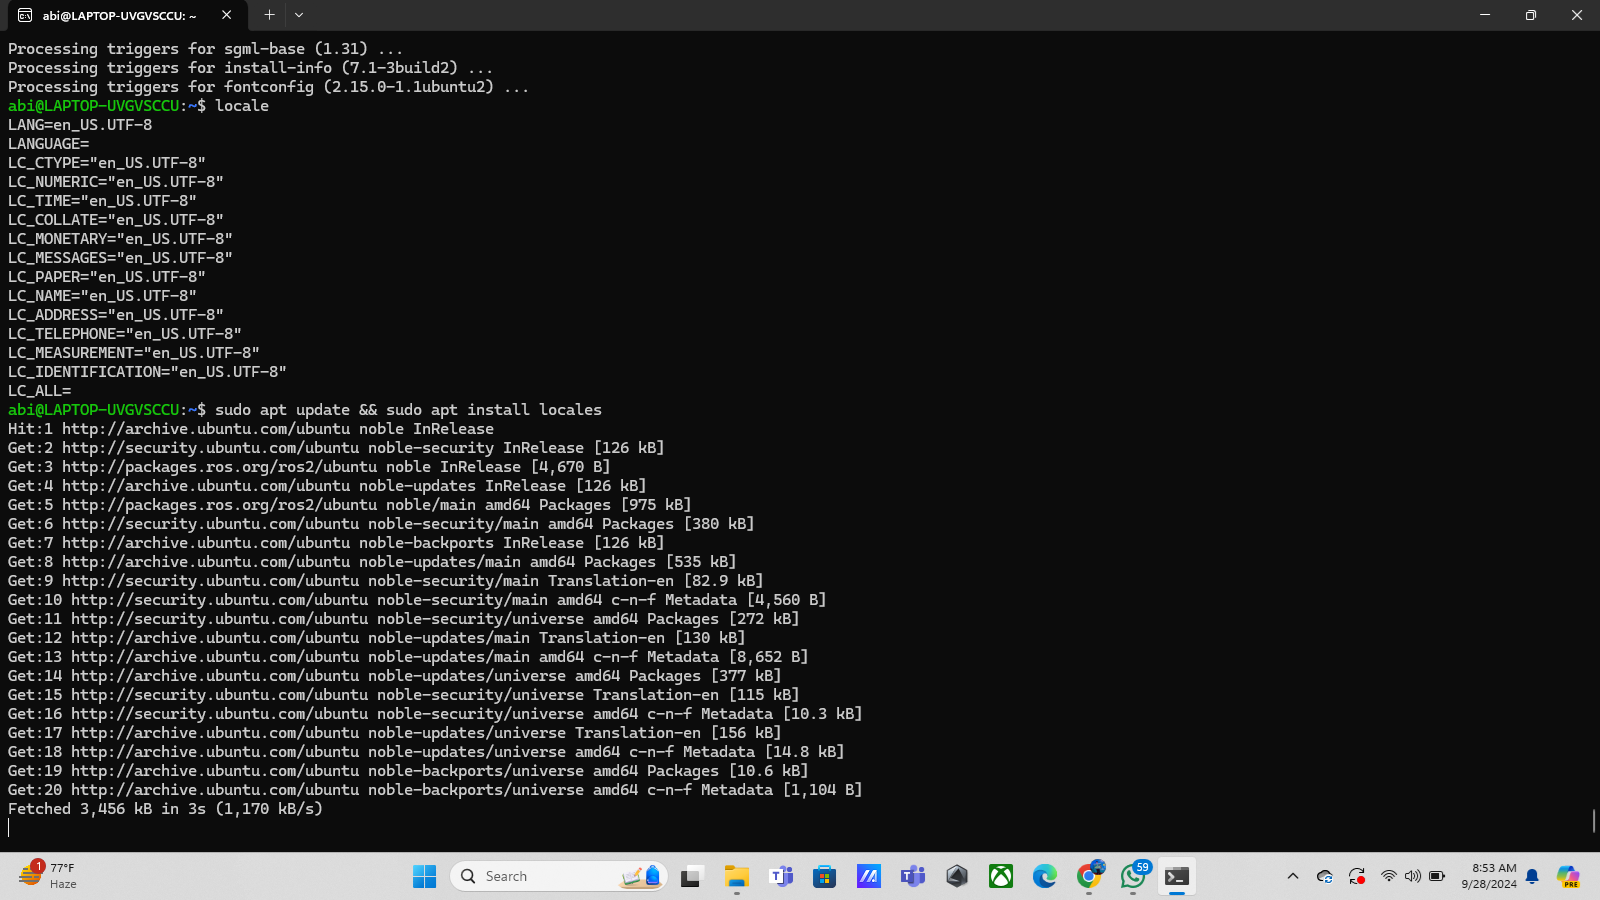 abi@LAPTOP-UVGVSCCU: ~
Processing triggers for sgml-base (1.31) ...
Processing triggers for install-info (7.1-3build2) ...
Processing triggers for fontconfig (2.15.0-1.1ubuntu2) ...
abi@LAPTOP-UVGVSCCU:~$ locale
LANG=en_US.UTF-8
LANGUAGE=
LC_CTYPE="en_US.UTF-8"
LC_NUMERIC="en_US.UTF-8"
LC_TIME="en_US.UTF-8"
LC_COLLATE="en_US.UTF-8"
LC_MONETARY="en_US.UTF-8"
LC_MESSAGES="en_US.UTF-8"
LC_PAPER="en_US.UTF-8"
LC_NAME="en_US.UTF-8"
LC_ADDRESS="en_US.UTF-8"
LC_TELEPHONE="en_US.UTF-8"
LC_MEASUREMENT="en_US.UTF-8"
LC_IDENTIFICATION="en_US.UTF-8"
LC_ALL=
abi@LAPTOP-UVGVSCCU:~$ sudo apt update && sudo apt install locales
Hit:1 http://archive.ubuntu.com/ubuntu noble InRelease
Get:2 http://security.ubuntu.com/ubuntu noble-security InRelease [126 kB]
Get:3 http://packages.ros.org/ros2/ubuntu noble InRelease [4,670 B]
Get:4 http://archive.ubuntu.com/ubuntu noble-updates InRelease [126 kB]
Get:5 http://packages.ros.org/ros2/ubuntu noble/main amd64 Packages [975 kB]
Get:6 http://security.ubuntu.com/ubuntu noble-security/main amd64 Packages [380 kB]
Get:7 http://archive.ubuntu.com/ubuntu noble-backports InRelease [126 kB]
Get:8 http://archive.ubuntu.com/ubuntu noble-updates/main amd64 Packages [535 kB]
Get:9 http://security.ubuntu.com/ubuntu noble-security/main Translation-en [82.9 kB]
Get:10 http://security.ubuntu.com/ubuntu noble-security/main amd64 c-n-f Metadata [4,560 B]
Get:11 http://security.ubuntu.com/ubuntu noble-security/universe amd64 Packages [272 kB]
Get:12 http://archive.ubuntu.com/ubuntu noble-updates/main Translation-en [130 kB]
Get:13 http://archive.ubuntu.com/ubuntu noble-updates/main amd64 c-n-f Metadata [8,652 B]
Get:14 http://archive.ubuntu.com/ubuntu noble-updates/universe amd64 Packages [377 kB]
Get:15 http://security.ubuntu.com/ubuntu noble-security/universe Translation-en [115 kB]
Get:16 http://security.ubuntu.com/ubuntu noble-security/universe amd64 c-n-f Metadata [10.3 kB]
Get:17 http://archive.ubuntu.com/ubuntu noble-updates/universe Translation-en [156 kB]
Get:18 http://archive.ubuntu.com/ubuntu noble-updates/universe amd64 c-n-f Metadata [14.8 kB]
Get:19 http://archive.ubuntu.com/ubuntu noble-backports/universe amd64 Packages [10.6 kB]
Get:20 http://archive.ubuntu.com/ubuntu noble-backports/universe amd64 c-n-f Metadata [1,104 B]
Fetched 3,456 kB in 3s (1,170 kB/s)
1
77°F
Haze
Search
59
8:53 AM
9/28/2024
PRE